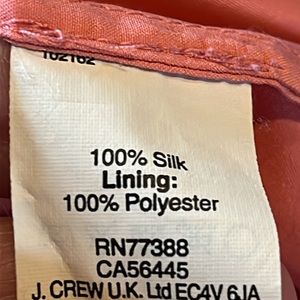 102162
100% Silk
Lining:
100% Polyester
RN77388
CA56445
J. CREW U.K. Ltd EC4V 6JA